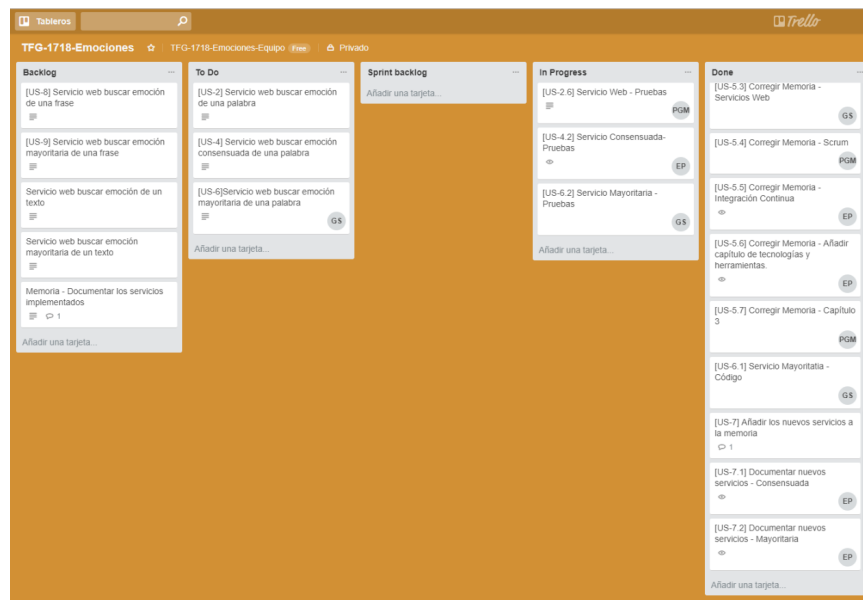 Tableros
Trello
TFG-1718-Emociones
TFG-1718-Emociones-Equipo Free
Privado
Backlog
[US-8] Servicio web buscar emoción
de una frase
[US-9] Servicio web buscar emoción
mayoritaria de una frase
Servicio web buscar emoción de un
texto
Servicio web buscar emoción
mayoritaria de un texto
Memoria - Documentar los servicios
implementados
1
Añadir una tarjeta...
To Do
[US-2] Servicio web buscar emoción
de una palabra
[US-4] Servicio web buscar emoción
consensuada de una palabra
[US-6]Servicio web buscar emoción
mayoritaria de una palabra
GS
Añadir una tarjeta...
Sprint backlog
Añadir una tarjeta...
In Progress
[US-2.6] Servicio Web - Pruebas
PGM
[US-4.2] Servicio Consensuada-
Pruebas
EP
[US-6.2] Servicio Mayoritaria -
Pruebas
GS
Añadir una tarjeta...
Done
[US-5.3] Corregir Memoria -
Servicios Web
GS
[US-5.4] Corregir Memoria - Scrum
PGM
[US-5.5] Corregir Memoria -
Integración Continua
EP
[US-5.6] Corregir Memoria - Añadir
capítulo de tecnologías y
herramientas.
EP
[US-5.7] Corregir Memoria - Capítulo
3
PGM
[US-6.1] Servicio Mayoritatia -
Código
GS
[US-7] Añadir los nuevos servicios a
la memoria
1
[US-7.1] Documentar nuevos
servicios - Consensuada
EP
[US-7.2] Documentar nuevos
servicios - Mayoritaria
EP
Añadir una tarjeta...